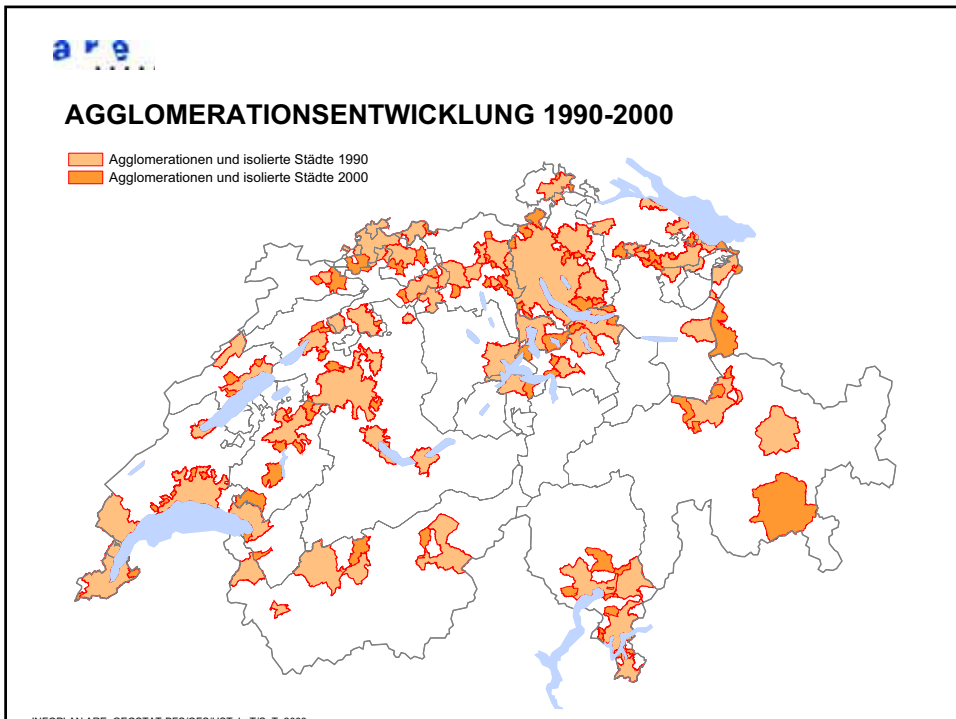 are
AGGLOMERATIONSENTWICKLUNG 1990-2000
Agglomerationen und isolierte Städte 1990
Agglomerationen und isolierte Städte 2000